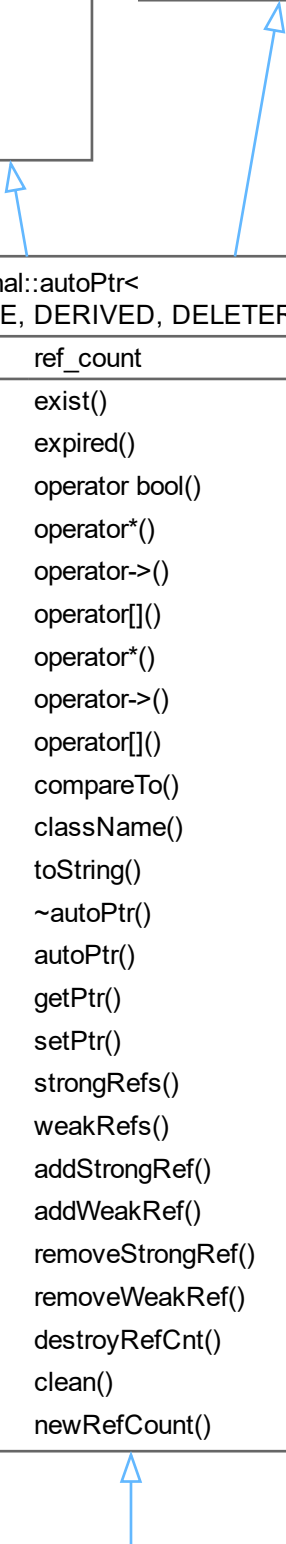 nal::autoPtr<
E, DERIVED, DELETER
ref_count
exist()
expired()
operator bool()
operator*()
operator->()
operator[]()
operator*()
operator->()
operator[]()
compareTo()
className()
toString()
~autoPtr()
autoPtr()
getPtr()
setPtr()
strongRefs()
weakRefs()
addStrongRef()
addWeakRef()
removeStrongRef()
removeWeakRef()
destroyRefCnt()
clean()
newRefCount()